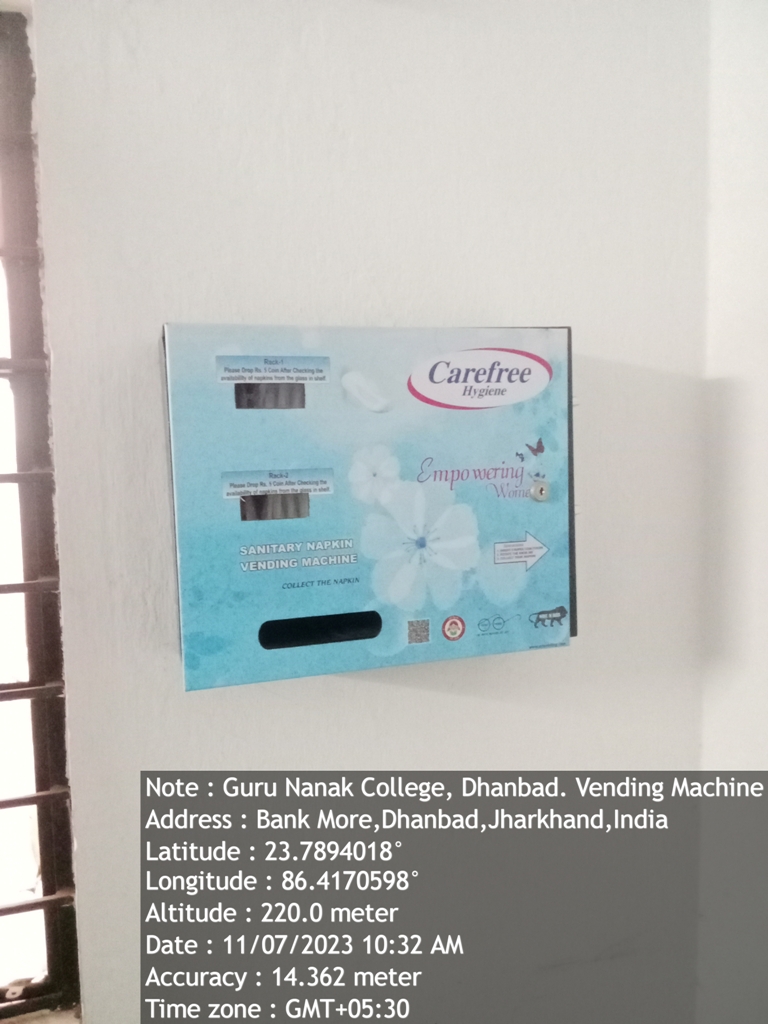 Rack-1
Please Drop Rs. 5 Coin After Checking the
availability of napkins from the glass in shelf.
Carefree
Hygiene
Rack-2
Please Drop Rs. 5 Coin After Checking the
availability of napkins from the glass in shelf.
Empowering
Wome
SANITARY NAPKIN
VENDING MACHINE
COLLECT THE NAPKIN
Note : Guru Nanak College, Dhanbad. Vending Machine
Address : Bank More,Dhanbad,Jharkhand,India
Latitude : 23.7894018°
Longitude : 86.4170598°
Altitude : 220.0 meter
Date : 11/07/2023 10:32 AM
Accuracy : 14.362 meter
Time zone : GMT+05:30